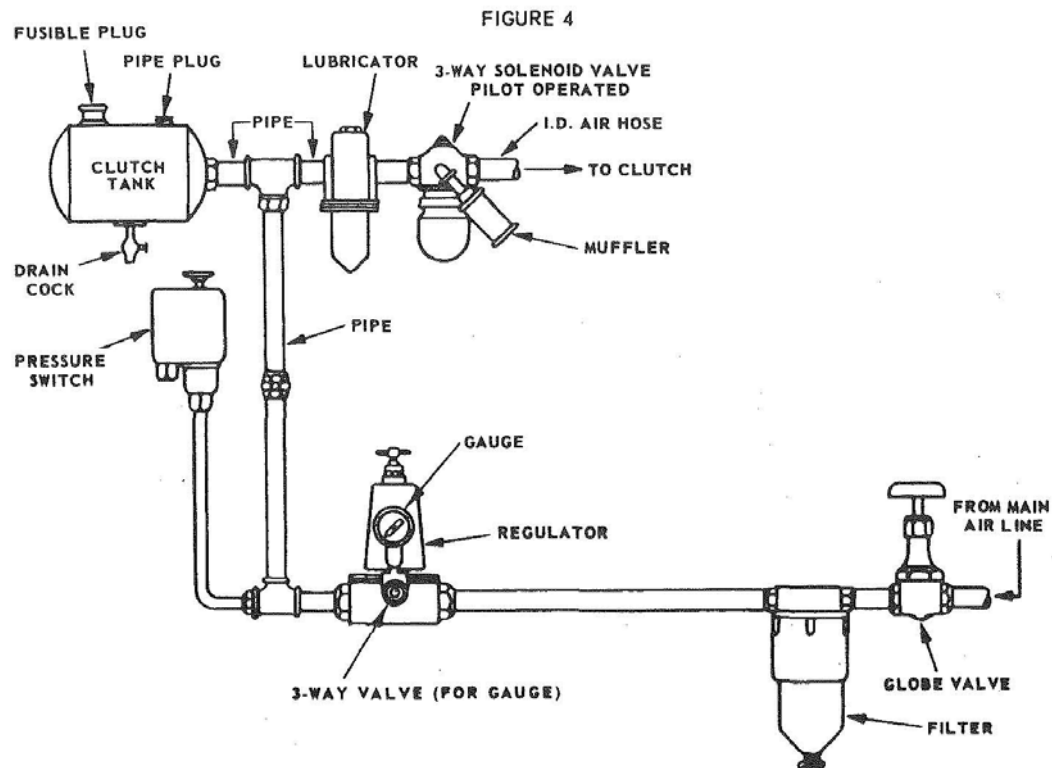 FIGURE 4
FUSIBLE PLUG
PIPE PLUG
LUBRICATOR
3-WAY SOLENOID VALVE
PILOT OPERATED
I.D. AIR HOSE
PIPE
CLUTCH
TANK
TO CLUTCH
MUFFLER
DRAIN
COCK
PIPE
PRESSURE
SWITCH
GAUGE
REGULATOR
FROM MAIN
AIR LINE
3-WAY VALVE (FOR GAUGE)
GLOBE VALVE
FILTER